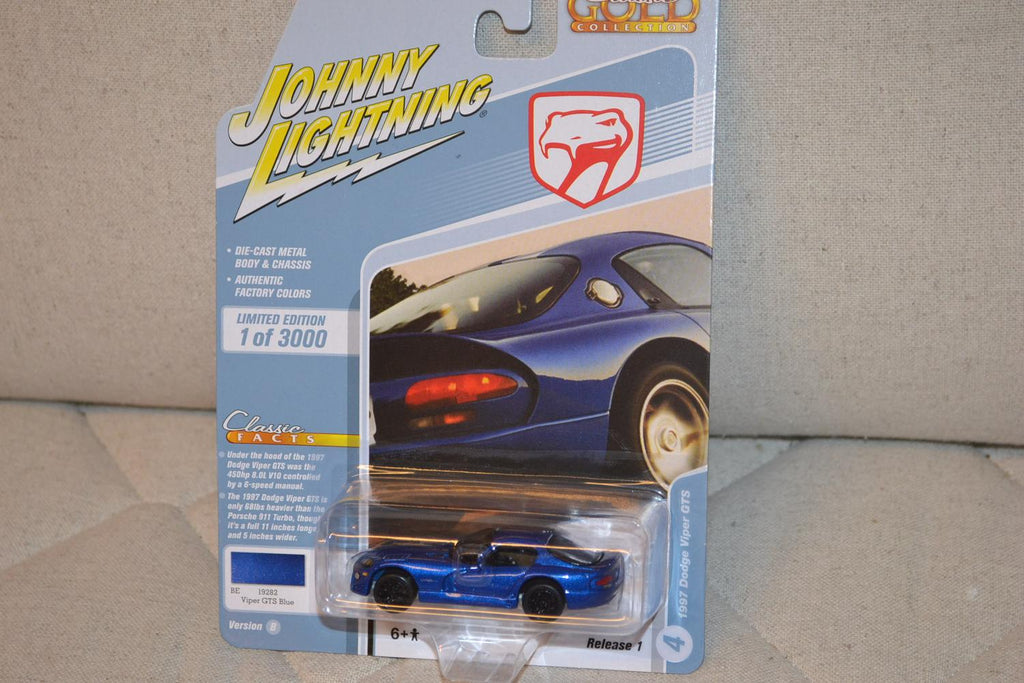 GOLD
COLLECTION
JOHNNY
LIGHTNING®
• DIE-CAST METAL
BODY & CHASSIS
• AUTHENTIC
FACTORY COLORS
LIMITED EDITION
1 of 3000
Classic
FACTS
• Under the hood of the 1997
Dodge Viper GTS was the
450hp 8.0L V10 controlled
by a 6-speed manual.
• The 1997 Dodge Viper GTS is
only 68lbs heavier than the
Porsche 911 Turbo, though
it's a full 11 inches longer
and 5 inches wider.
BE 19282
Viper GTS Blue
Version B
6+
Release 1
4
1997 Dodge Viper GTS